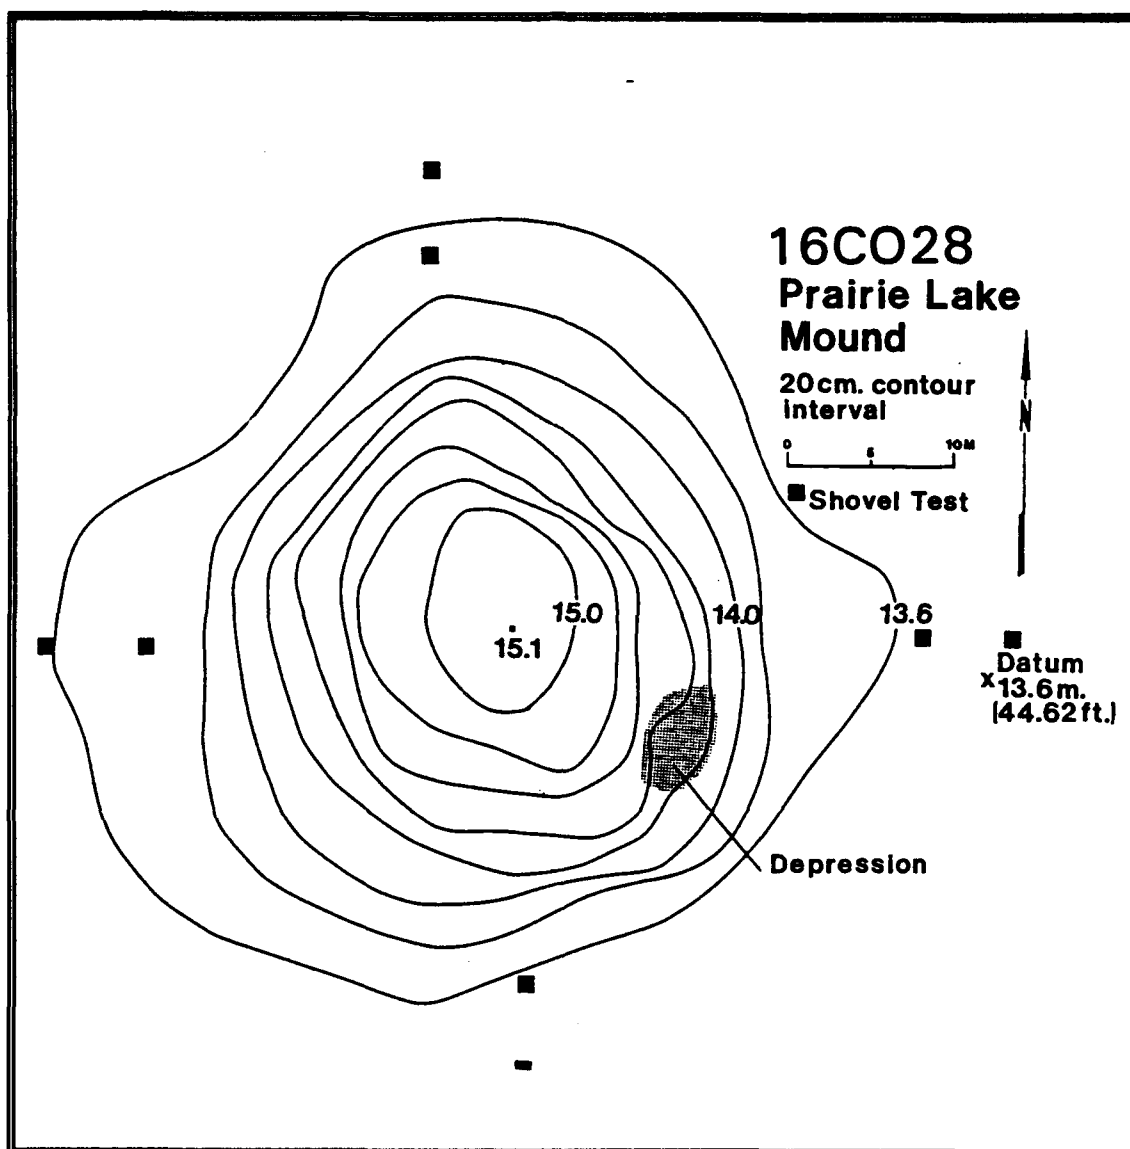 16CO28
Prairie Lake
Mound
20cm. contour
interval
0 5 10M
N
Shovel Test
15.0
14.0
13.6
15.1
Datum
x 13.6m.
(44.62ft.)
Depression